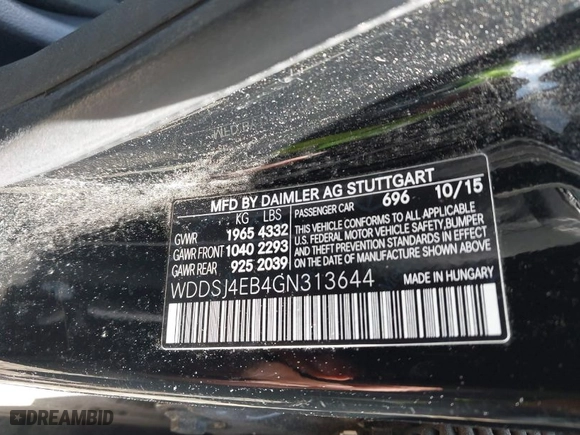 MFD BY DAIMLER AG STUTTGART
KG LBS
PASSENGER CAR 696 10/15
GVWR 1965 4332
GAWR FRONT 1040 2293
GAWR REAR 925 2039
THIS VEHICLE CONFORMS TO ALL APPLICABLE
U.S. FEDERAL MOTOR VEHICLE SAFETY, BUMPER
AND THEFT PREVENTION STANDARDS IN EFFECT
ON THE DATE OF MANUFACTURE SHOWN ABOVE.
MADE IN HUNGARY
WDDSJ4EB4GN313644
DREAMBID